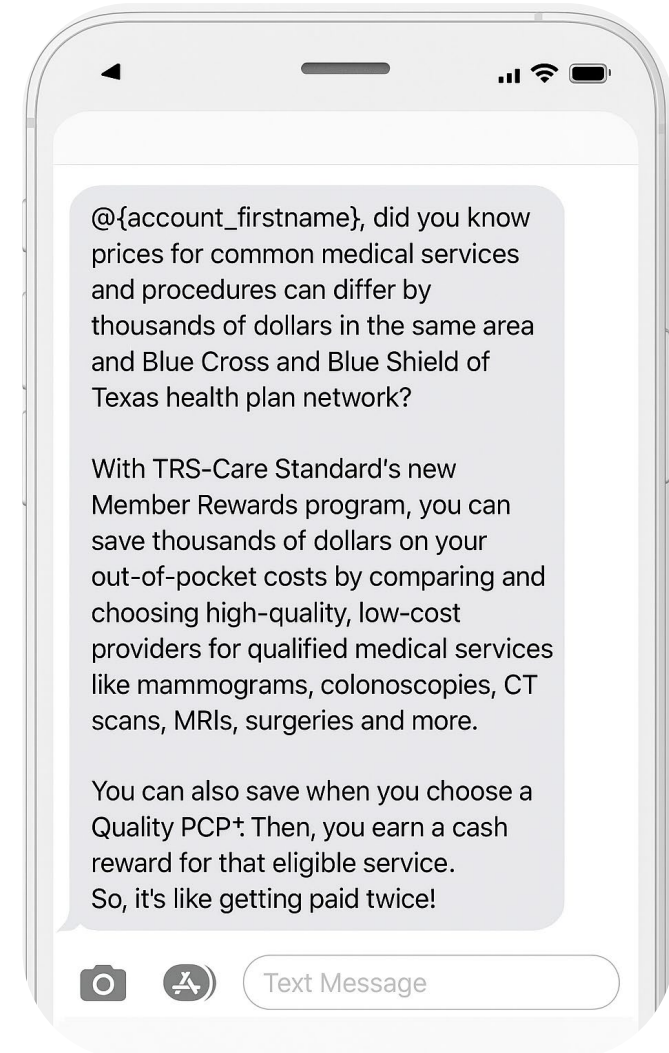 @{account_firstname}, did you know
prices for common medical services
and procedures can differ by
thousands of dollars in the same area
and Blue Cross and Blue Shield of
Texas health plan network?
With TRS-Care Standard's new
Member Rewards program, you can
save thousands of dollars on your
out-of-pocket costs by comparing and
choosing high-quality, low-cost
providers for qualified medical services
like mammograms, colonoscopies, CT
scans, MRIs, surgeries and more.
You can also save when you choose a
Quality PCP†. Then, you earn a cash
reward for that eligible service.
So, it's like getting paid twice!
Text Message